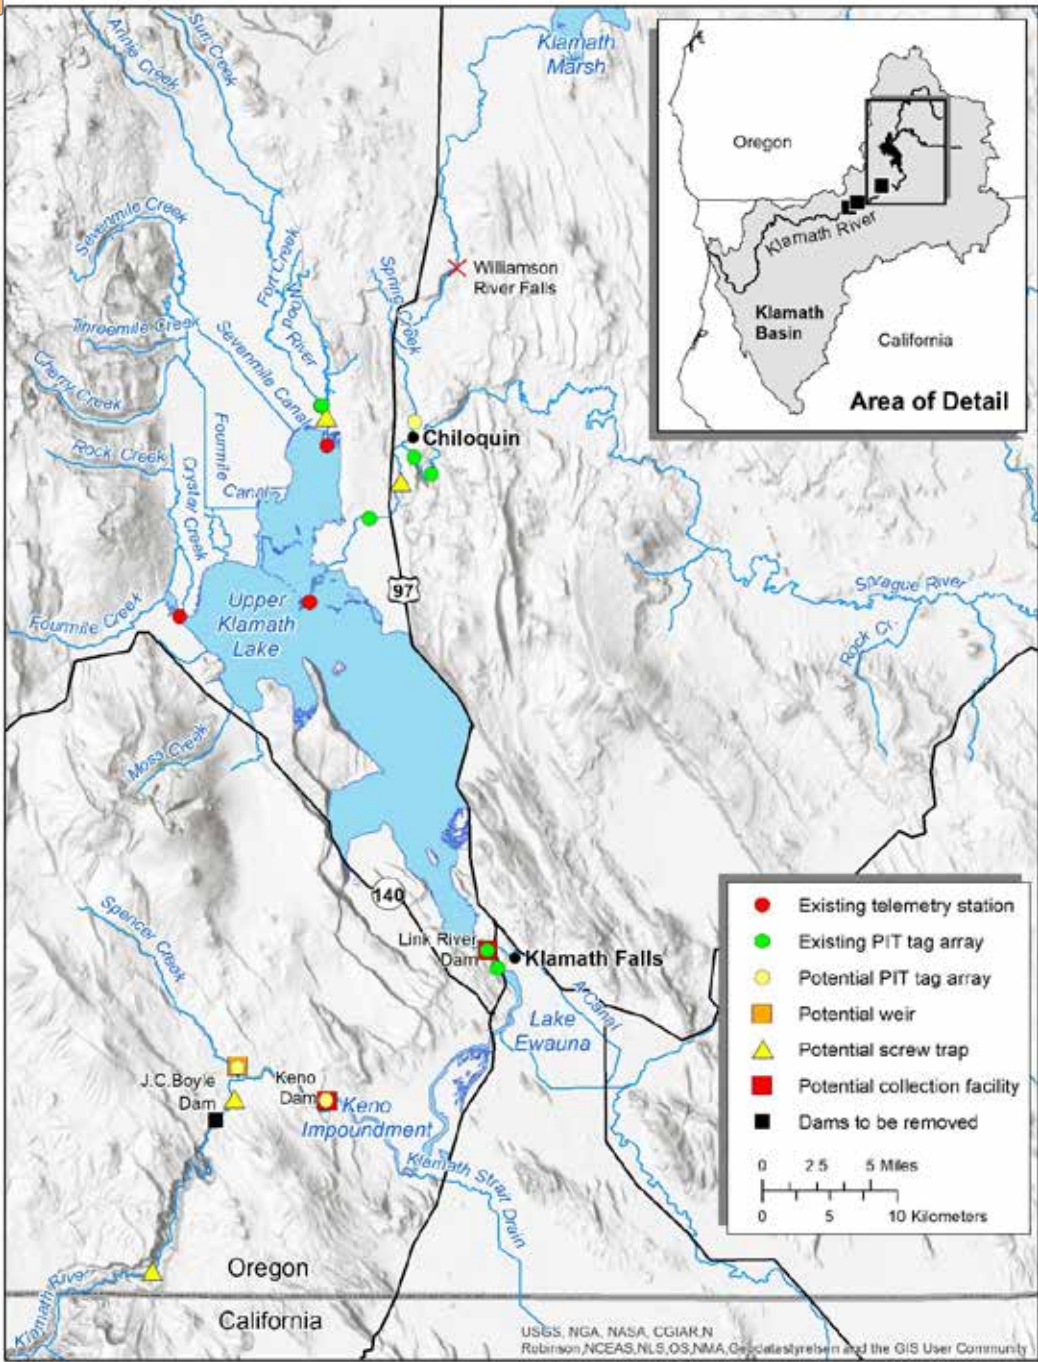 Annie Creek
Sun Creek
Klamath
Marsh
Sevenmile Creek
Fort Creek
Wood River
Spring Creek
Williamson
River Falls
Threemile Creek
Sevenmile Canal
Cherry Creek
Fourmile
Canal
Rock Creek
Crystal Creek
Chiloquin
97
Sprague River
Rock Cr.
Fourmile Creek
Upper
Klamath
Lake
Moss Creek
140
Spencer Creek
Link River
Dam
Klamath Falls
A Canal
Lake
Ewauna
J.C.Boyle
Dam
Keno
Dam
Keno
Impoundment
Klamath Strait Drain
Klamath River
Oregon
California
Oregon
Klamath River
Klamath
Basin
California
Area of Detail
Existing telemetry station
Existing PIT tag array
Potential PIT tag array
Potential weir
Potential screw trap
Potential collection facility
Dams to be removed
0 2.5 5 Miles
0 5 10 Kilometers
USGS, NGA, NASA, CGIAR,N
Robinson,NCEAS,NLS,OS,NMA,Geodatastyrelsen and the GIS User Community